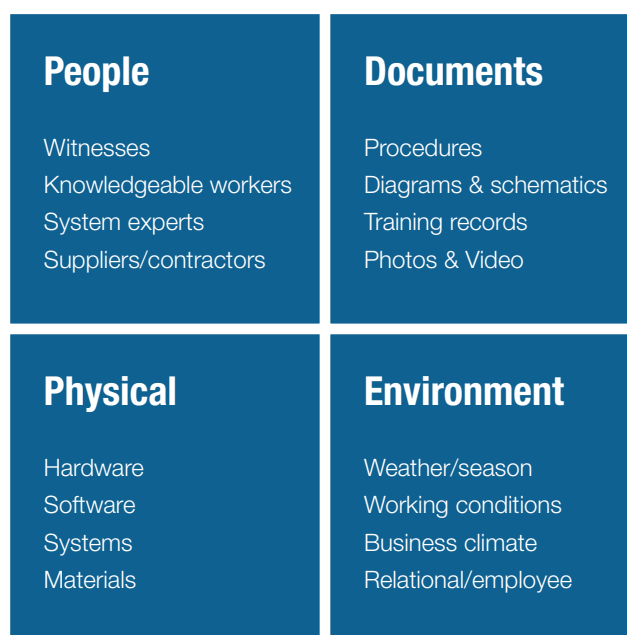 People
Witnesses
Knowledgeable workers
System experts
Suppliers/contractors
Documents
Procedures
Diagrams & schematics
Training records
Photos & Video
Physical
Hardware
Software
Systems
Materials
Environment
Weather/season
Working conditions
Business climate
Relational/employee